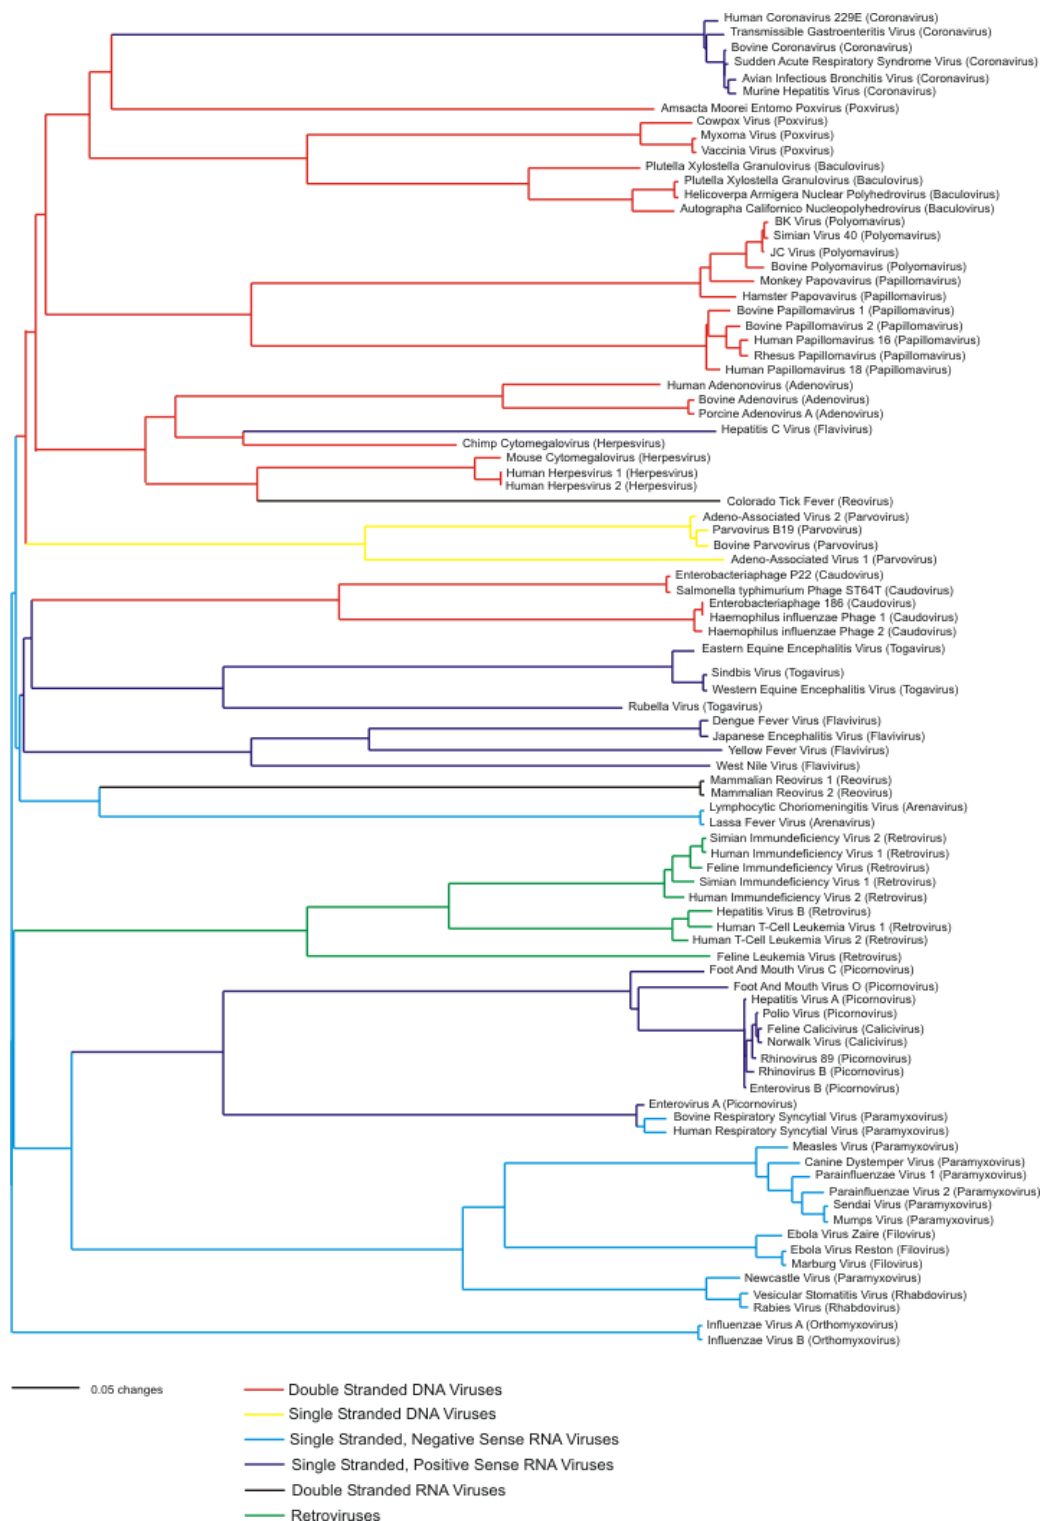 Human Coronavirus 229E (Coronavirus)
Transmissible Gastroenteritis Virus (Coronavirus)
Bovine Coronavirus (Coronavirus)
Sudden Acute Respiratory Syndrome Virus (Coronavirus)
Avian Infectious Bronchitis Virus (Coronavirus)
Murine Hepatitis Virus (Coronavirus)
Amsacta Moorei Entomo Poxvirus (Poxvirus)
Cowpox Virus (Poxvirus)
Myxoma Virus (Poxvirus)
Vaccinia Virus (Poxvirus)
Plutella Xylostella Granulovirus (Baculovirus)
Plutella Xylostella Granulovirus (Baculovirus)
Helicoverpa Armigera Nuclear Polyhedrovirus (Baculovirus)
Autographa Californico Nucleopolyhedrovirus (Baculovirus)
BK Virus (Polyomavirus)
Simian Virus 40 (Polyomavirus)
JC Virus (Polyomavirus)
Bovine Polyomavirus (Polyomavirus)
Monkey Papovavirus (Papillomavirus)
Hamster Papovavirus (Papillomavirus)
Bovine Papillomavirus 1 (Papillomavirus)
Bovine Papillomavirus 2 (Papillomavirus)
Human Papillomavirus 16 (Papillomavirus)
Rhesus Papillomavirus (Papillomavirus)
Human Papillomavirus 18 (Papillomavirus)
Human Adenonovirus (Adenovirus)
Bovine Adenovirus (Adenovirus)
Porcine Adenovirus A (Adenovirus)
Hepatitis C Virus (Flavivirus)
Chimp Cytomegalovirus (Herpesvirus)
Mouse Cytomegalovirus (Herpesvirus)
Human Herpesvirus 1 (Herpesvirus)
Human Herpesvirus 2 (Herpesvirus)
Colorado Tick Fever (Reovirus)
Adeno-Associated Virus 2 (Parvovirus)
Parvovirus B19 (Parvovirus)
Bovine Parvovirus (Parvovirus)
Adeno-Associated Virus 1 (Parvovirus)
Enterobacteriaphage P22 (Caudovirus)
Salmonella typhimurium Phage ST64T (Caudovirus)
Enterobacteriaphage 186 (Caudovirus)
Haemophilus influenzae Phage 1 (Caudovirus)
Haemophilus influenzae Phage 2 (Caudovirus)
Eastern Equine Encephalitis Virus (Togavirus)
Sindbis Virus (Togavirus)
Western Equine Encephalitis Virus (Togavirus)
Rubella Virus (Togavirus)
Dengue Fever Virus (Flavivirus)
Japanese Encephalitis Virus (Flavivirus)
Yellow Fever Virus (Flavivirus)
West Nile Virus (Flavivirus)
Mammalian Reovirus 1 (Reovirus)
Mammalian Reovirus 2 (Reovirus)
Lymphocytic Choriomeningitis Virus (Arenavirus)
Lassa Fever Virus (Arenavirus)
Simian Immundeficiency Virus 2 (Retrovirus)
Human Immundeficiency Virus 1 (Retrovirus)
Feline Immundeficiency Virus (Retrovirus)
Simian Immundeficiency Virus 1 (Retrovirus)
Human Immundeficiency Virus 2 (Retrovirus)
Hepatitis Virus B (Retrovirus)
Human T-Cell Leukemia Virus 1 (Retrovirus)
Human T-Cell Leukemia Virus 2 (Retrovirus)
Feline Leukemia Virus (Retrovirus)
Foot And Mouth Virus C (Picornovirus)
Foot And Mouth Virus O (Picornovirus)
Hepatitis Virus A (Picornovirus)
Polio Virus (Picornovirus)
Feline Calicivirus (Calicivirus)
Norwalk Virus (Calicivirus)
Rhinovirus 89 (Picornovirus)
Rhinovirus B (Picornovirus)
Enterovirus B (Picornovirus)
Enterovirus A (Picornovirus)
Bovine Respiratory Syncytial Virus (Paramyxovirus)
Human Respiratory Syncytial Virus (Paramyxovirus)
Measles Virus (Paramyxovirus)
Canine Dystemper Virus (Paramyxovirus)
Parainfluenzae Virus 1 (Paramyxovirus)
Parainfluenzae Virus 2 (Paramyxovirus)
Sendai Virus (Paramyxovirus)
Mumps Virus (Paramyxovirus)
Ebola Virus Zaire (Filovirus)
Ebola Virus Reston (Filovirus)
Marburg Virus (Filovirus)
Newcastle Virus (Paramyxovirus)
Vesicular Stomatitis Virus (Rhabdovirus)
Rabies Virus (Rhabdovirus)
Influenzae Virus A (Orthomyxovirus)
Influenzae Virus B (Orthomyxovirus)
0.05 changes
Double Stranded DNA Viruses
Single Stranded DNA Viruses
Single Stranded, Negative Sense RNA Viruses
Single Stranded, Positive Sense RNA Viruses
Double Stranded RNA Viruses
Retroviruses